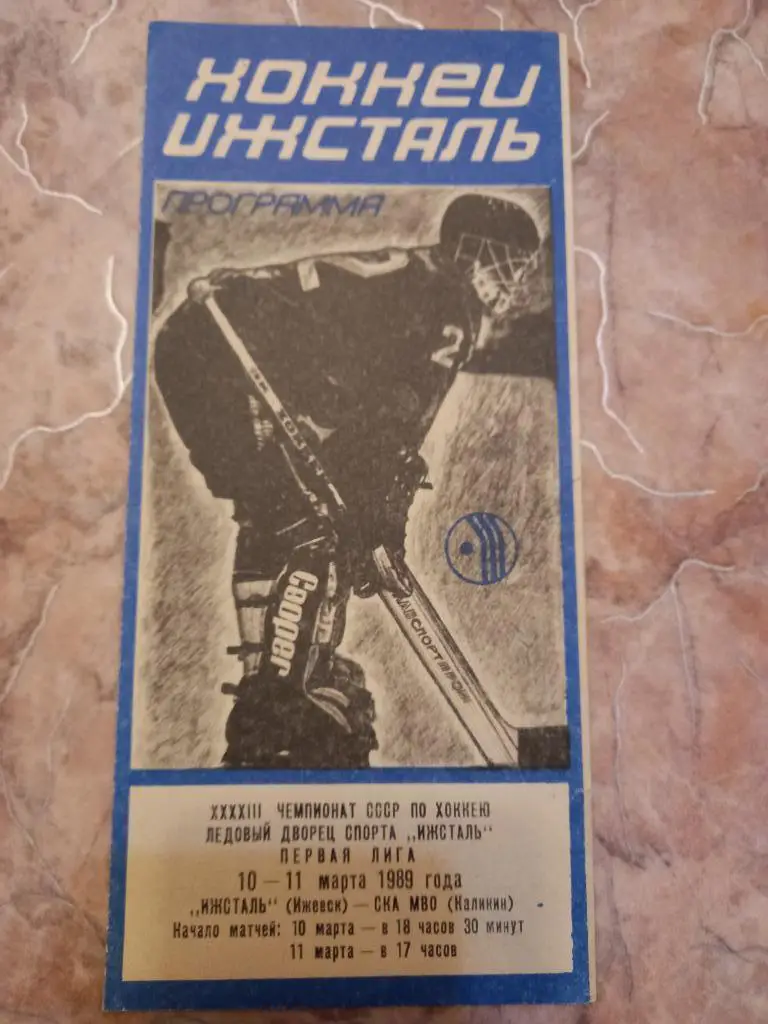 ХОККЕЙ
ИЖСТАЛЬ
ПРОГРАММА
2
Cooper
XXXXIII ЧЕМПИОНАТ СССР ПО ХОККЕЮ
ЛЕДОВЫЙ ДВОРЕЦ СПОРТА „ИЖСТАЛЬ"
ПЕРВАЯ ЛИГА
10 — 11 марта 1989 года
„ИЖСТАЛЬ" (Ижевск) — СКА МВО (Калинин)
Начало матчей: 10 марта — в 18 часов 30 минут
11 марта — в 17 часов